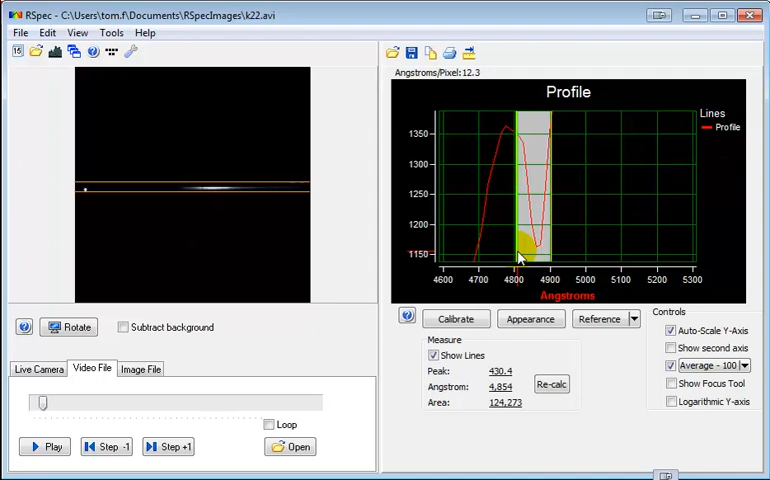 RSpec - C:\Users\tom.f\Documents\RSpecImages\k22.avi
File Edit View Tools Help
15
Angstroms/Pixel:12.3
Profile
Lines
Profile
1350
1300
1250
1200
1150
4600 4700 4800 4900 5000 5100 5200 5300
Angstroms
Rotate
Subtract background
Calibrate
Appearance
Reference
Controls
Auto-Scale Y-Axis
Show second axis
Average - 100
Show Focus Tool
Logarithmic Y-axis
Measure
Show Lines
Peak: 430.4
Angstrom: 4,854
Area: 124,273
Re-calc
Live Camera
Video File
Image File
Loop
Play
Step -1
Step +1
Open